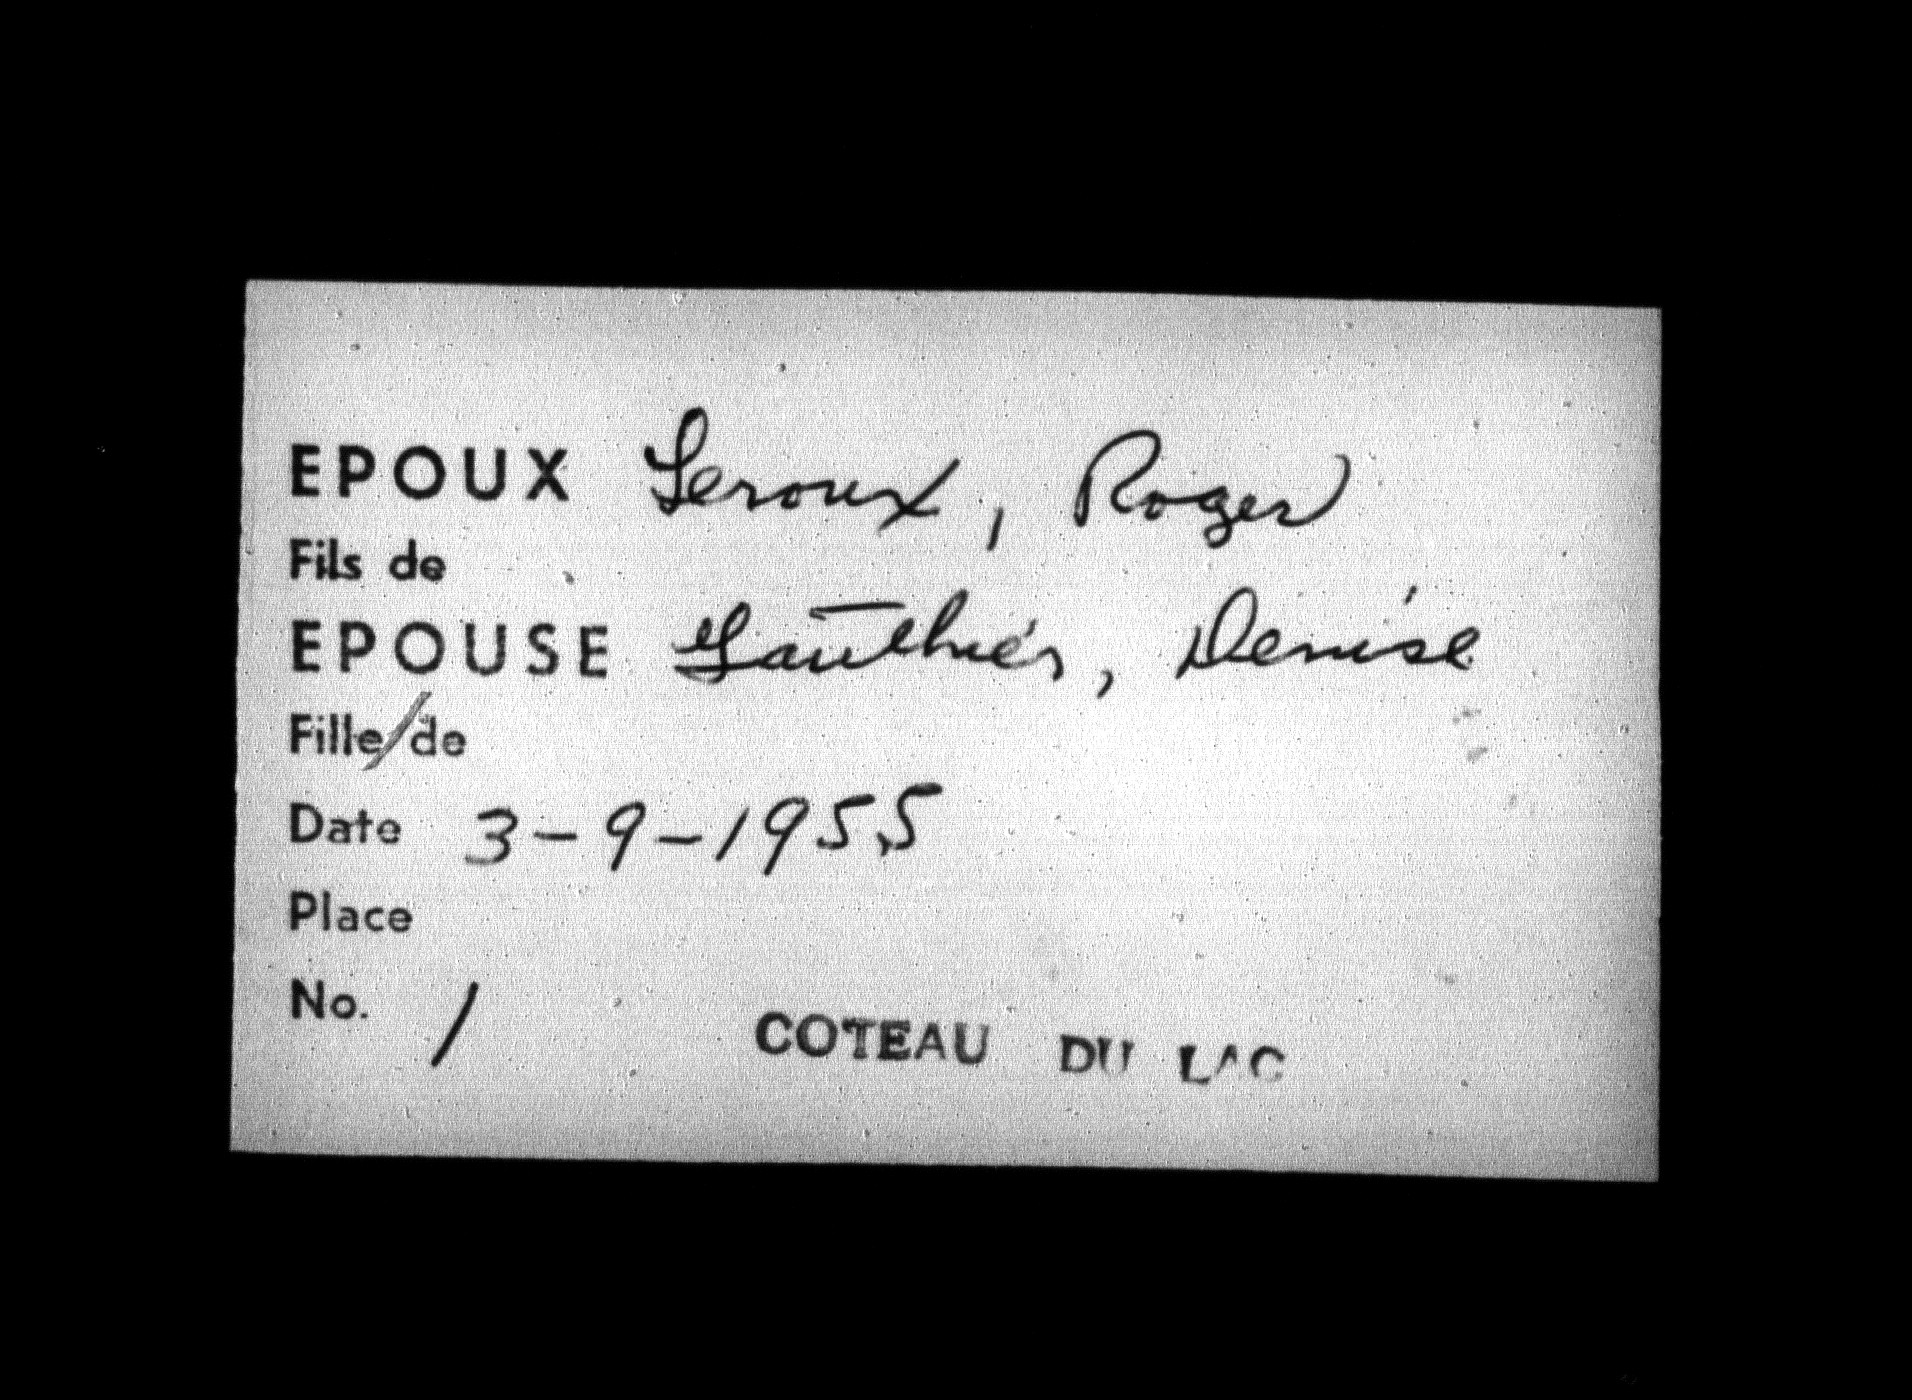 EPOUX Leroux, Roger
Fils de
EPOUSE Gauthier, Denise
Fille/de
Date 3-9-1955
Place
No. 1
COTEAU DU LAC